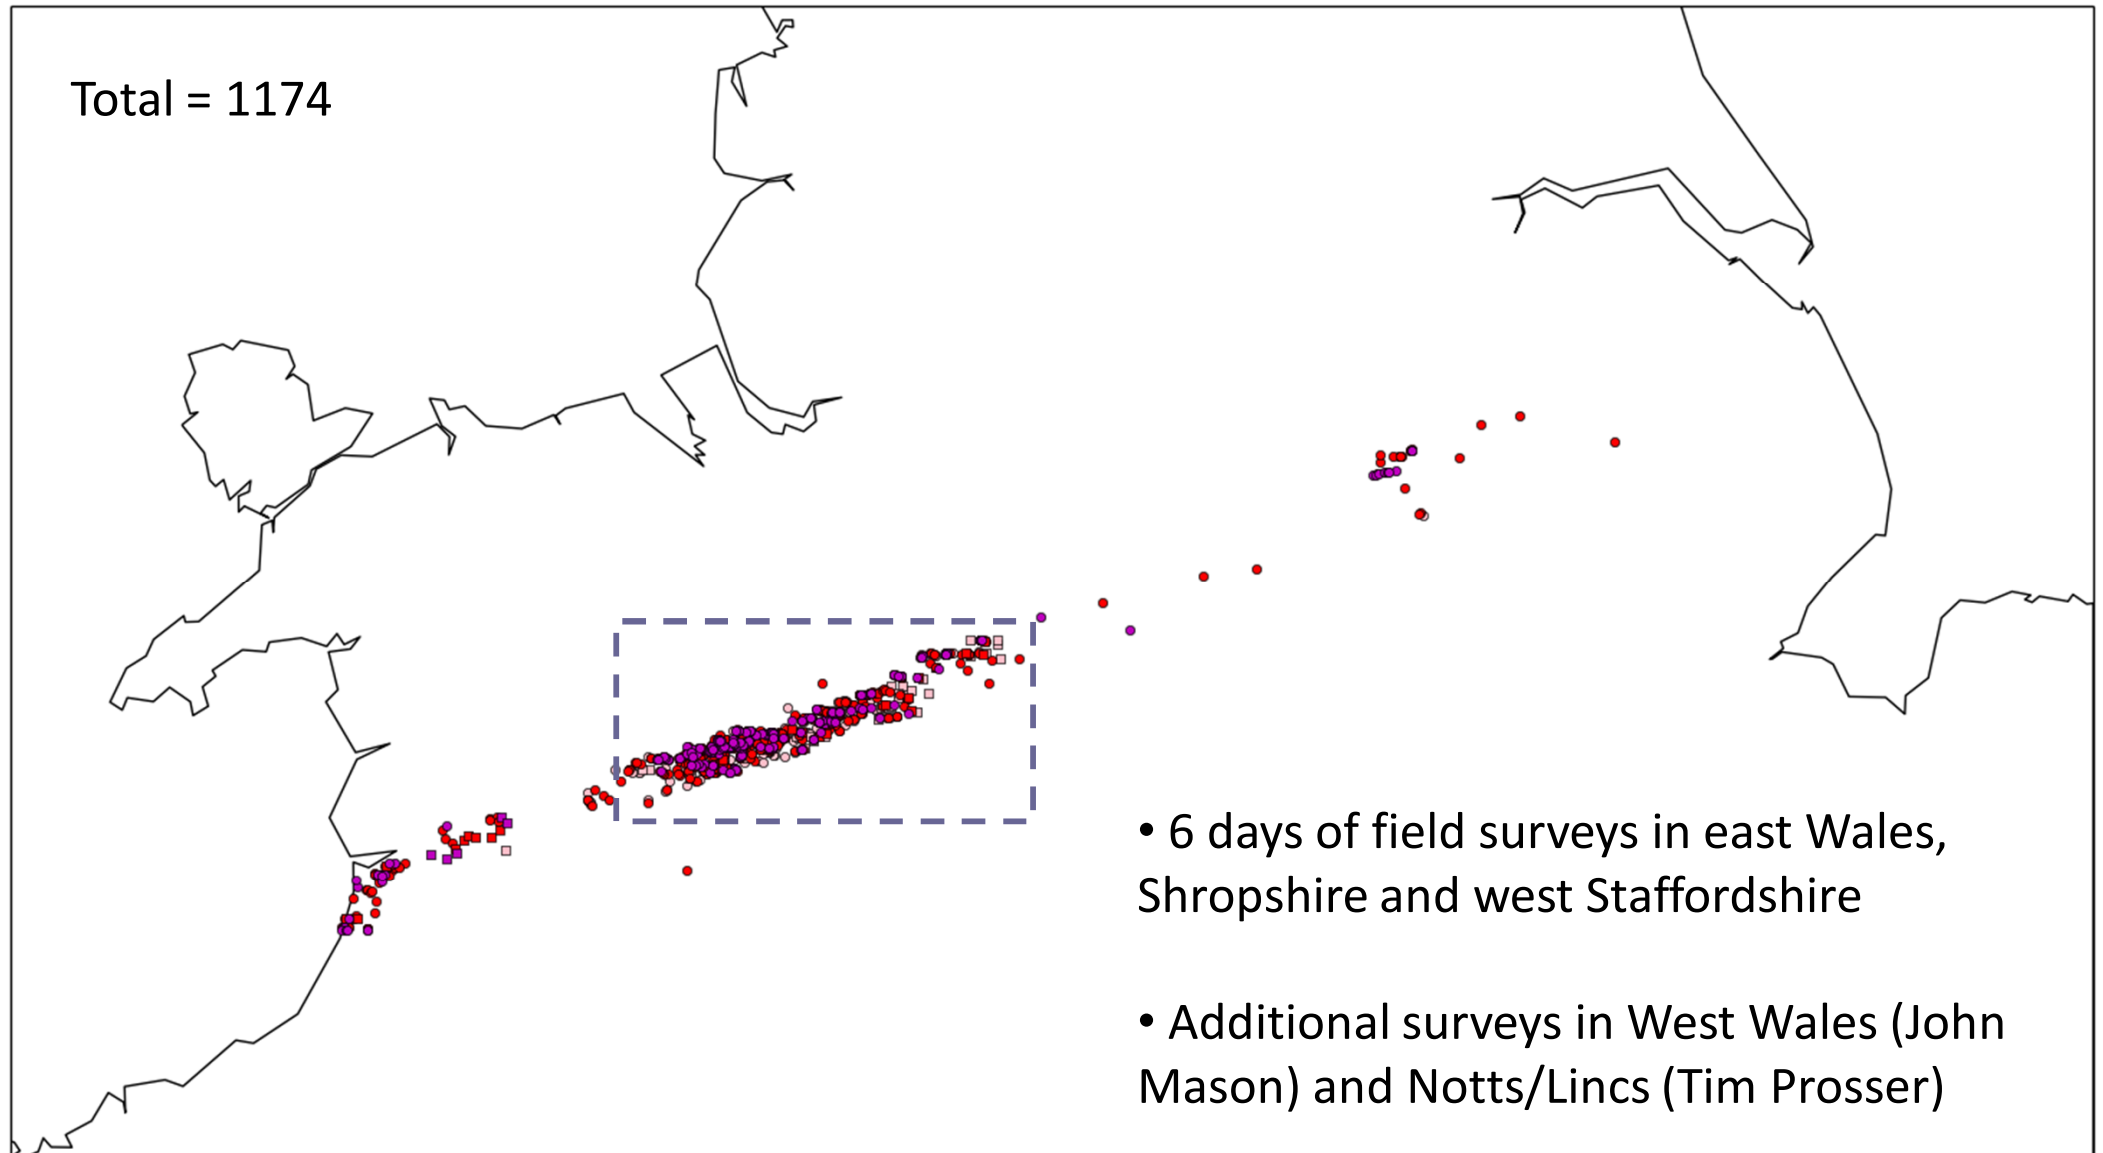 Total = 1174
• 6 days of field surveys in east Wales,
Shropshire and west Staffordshire
• Additional surveys in West Wales (John
Mason) and Notts/Lincs (Tim Prosser)